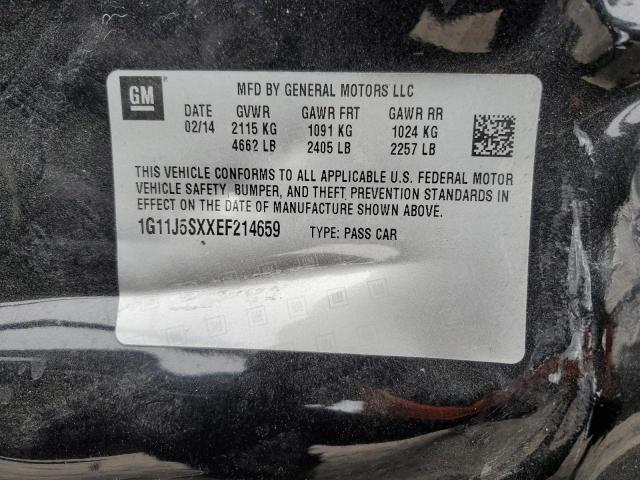 GM
MFD BY GENERAL MOTORS LLC
DATE GVWR GAWR FRT GAWR RR
02/14 2115 KG 1091 KG 1024 KG
4662 LB 2405 LB 2257 LB
THIS VEHICLE CONFORMS TO ALL APPLICABLE U.S. FEDERAL MOTOR
VEHICLE SAFETY, BUMPER, AND THEFT PREVENTION STANDARDS IN
EFFECT ON THE DATE OF MANUFACTURE SHOWN ABOVE.
1G11J5SXXEF214659 TYPE: PASS CAR